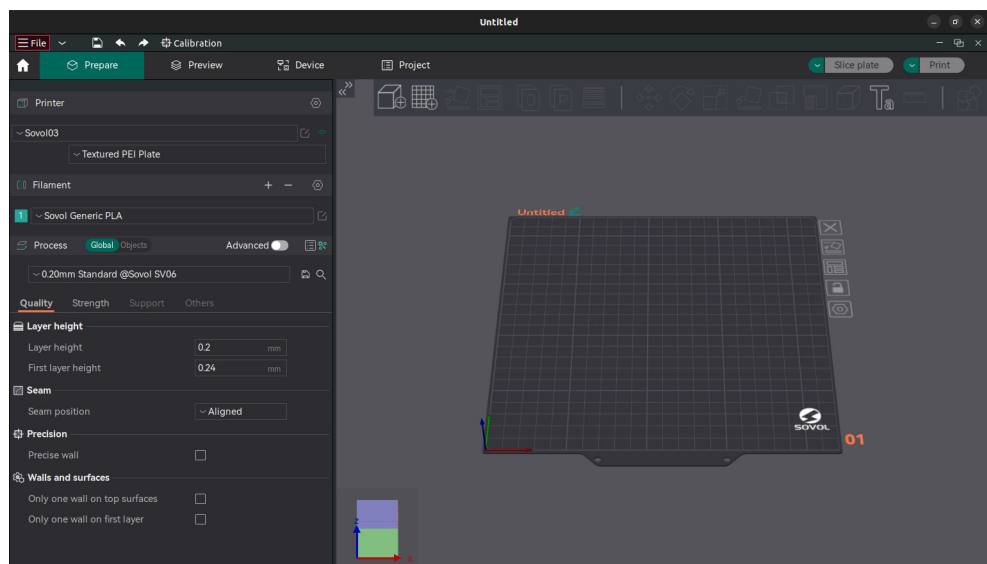 Untitled
File
Calibration
Prepare
Preview
Device
Project
Slice plate
Print
Printer
Sovol03
Textured PEI Plate
Filament
1
Sovol Generic PLA
Process
Global
Objects
Advanced
0.20mm Standard @Sovol SV06
Quality
Strength
Support
Others
Layer height
Layer height 0.2 mm
First layer height 0.24 mm
Seam
Seam position Aligned
Precision
Precise wall
Walls and surfaces
Only one wall on top surfaces
Only one wall on first layer
Ta
Untitled
SOVOL
01
z
x